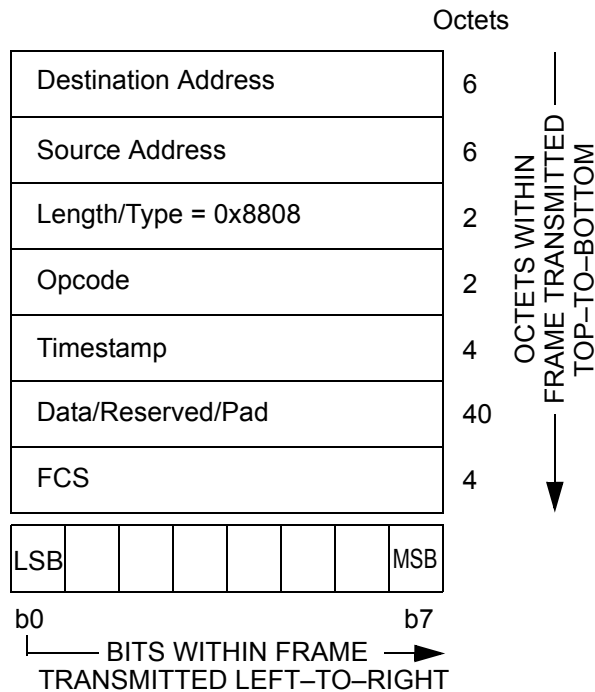 Octets
Destination Address 6
Source Address 6
Length/Type = 0x8808 2
Opcode 2
Timestamp 4
Data/Reserved/Pad 40
FCS 4
OCTETS WITHIN
FRAME TRANSMITTED
TOP–TO–BOTTOM
LSB MSB
b0 b7
BITS WITHIN FRAME
TRANSMITTED LEFT–TO–RIGHT